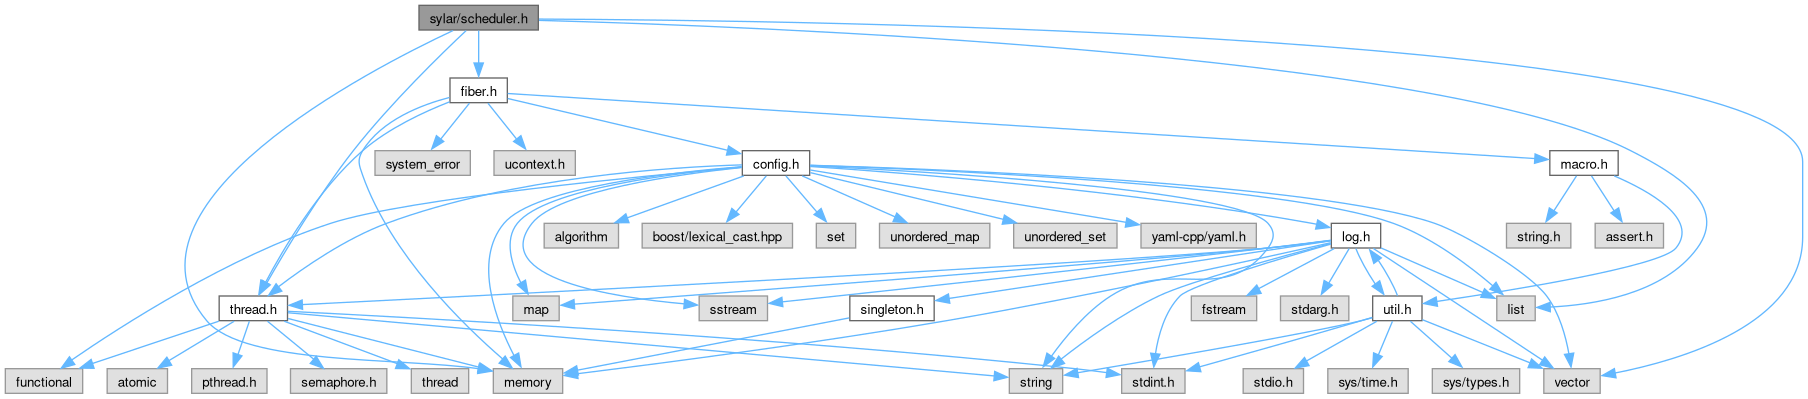 sylar/scheduler.h
fiber.h
system_error
ucontext.h
config.h
macro.h
algorithm
boost/lexical_cast.hpp
set
unordered_map
unordered_set
yaml-cpp/yaml.h
log.h
string.h
assert.h
thread.h
map
sstream
singleton.h
fstream
stdarg.h
util.h
list
functional
atomic
pthread.h
semaphore.h
thread
memory
string
stdint.h
stdio.h
sys/time.h
sys/types.h
vector